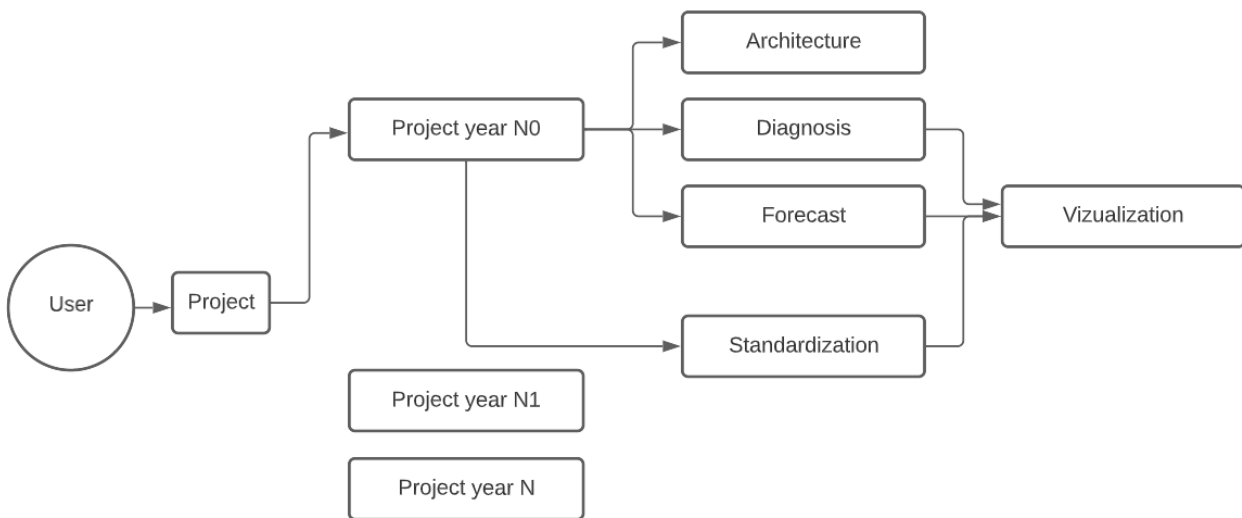 Architecture
Project year N0
Diagnosis
Forecast
Vizualization
User
Project
Standardization
Project year N1
Project year N